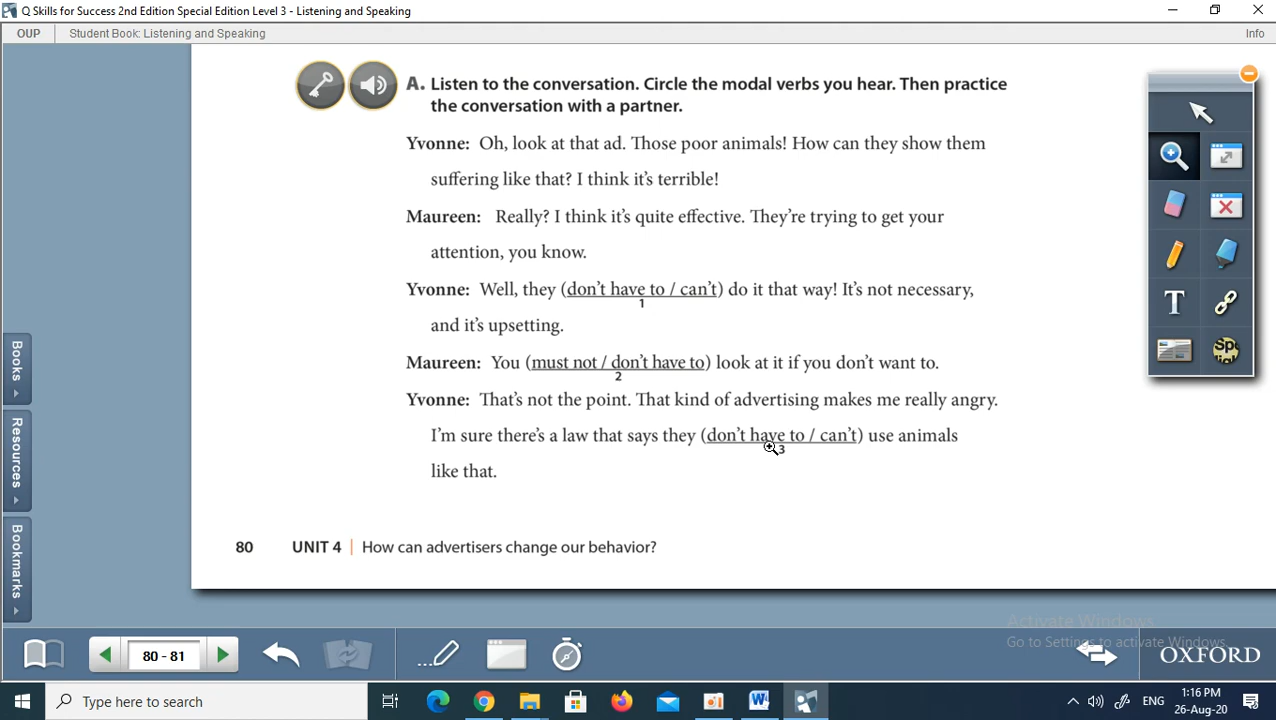 Q Skills for Success 2nd Edition Special Edition Level 3 - Listening and Speaking
OUP Student Book: Listening and Speaking Info
A. Listen to the conversation. Circle the modal verbs you hear. Then practice
the conversation with a partner.
Yvonne: Oh, look at that ad. Those poor animals! How can they show them
suffering like that? I think it's terrible!
Maureen: Really? I think it's quite effective. They're trying to get your
attention, you know.
Yvonne: Well, they (don't have to / can't) do it that way! It's not necessary,
1
and it's upsetting.
Maureen: You (must not / don't have to) look at it if you don't want to.
2
Yvonne: That's not the point. That kind of advertising makes me really angry.
I'm sure there's a law that says they (don't have to / can't) use animals
3
like that.
80 UNIT 4 | How can advertisers change our behavior?
Books
Resources
Bookmarks
T
Sp
Activate Windows
Go to Settings to activate Windows.
80 - 81
OXFORD
Type here to search
W
ENG
1:16 PM
26-Aug-20